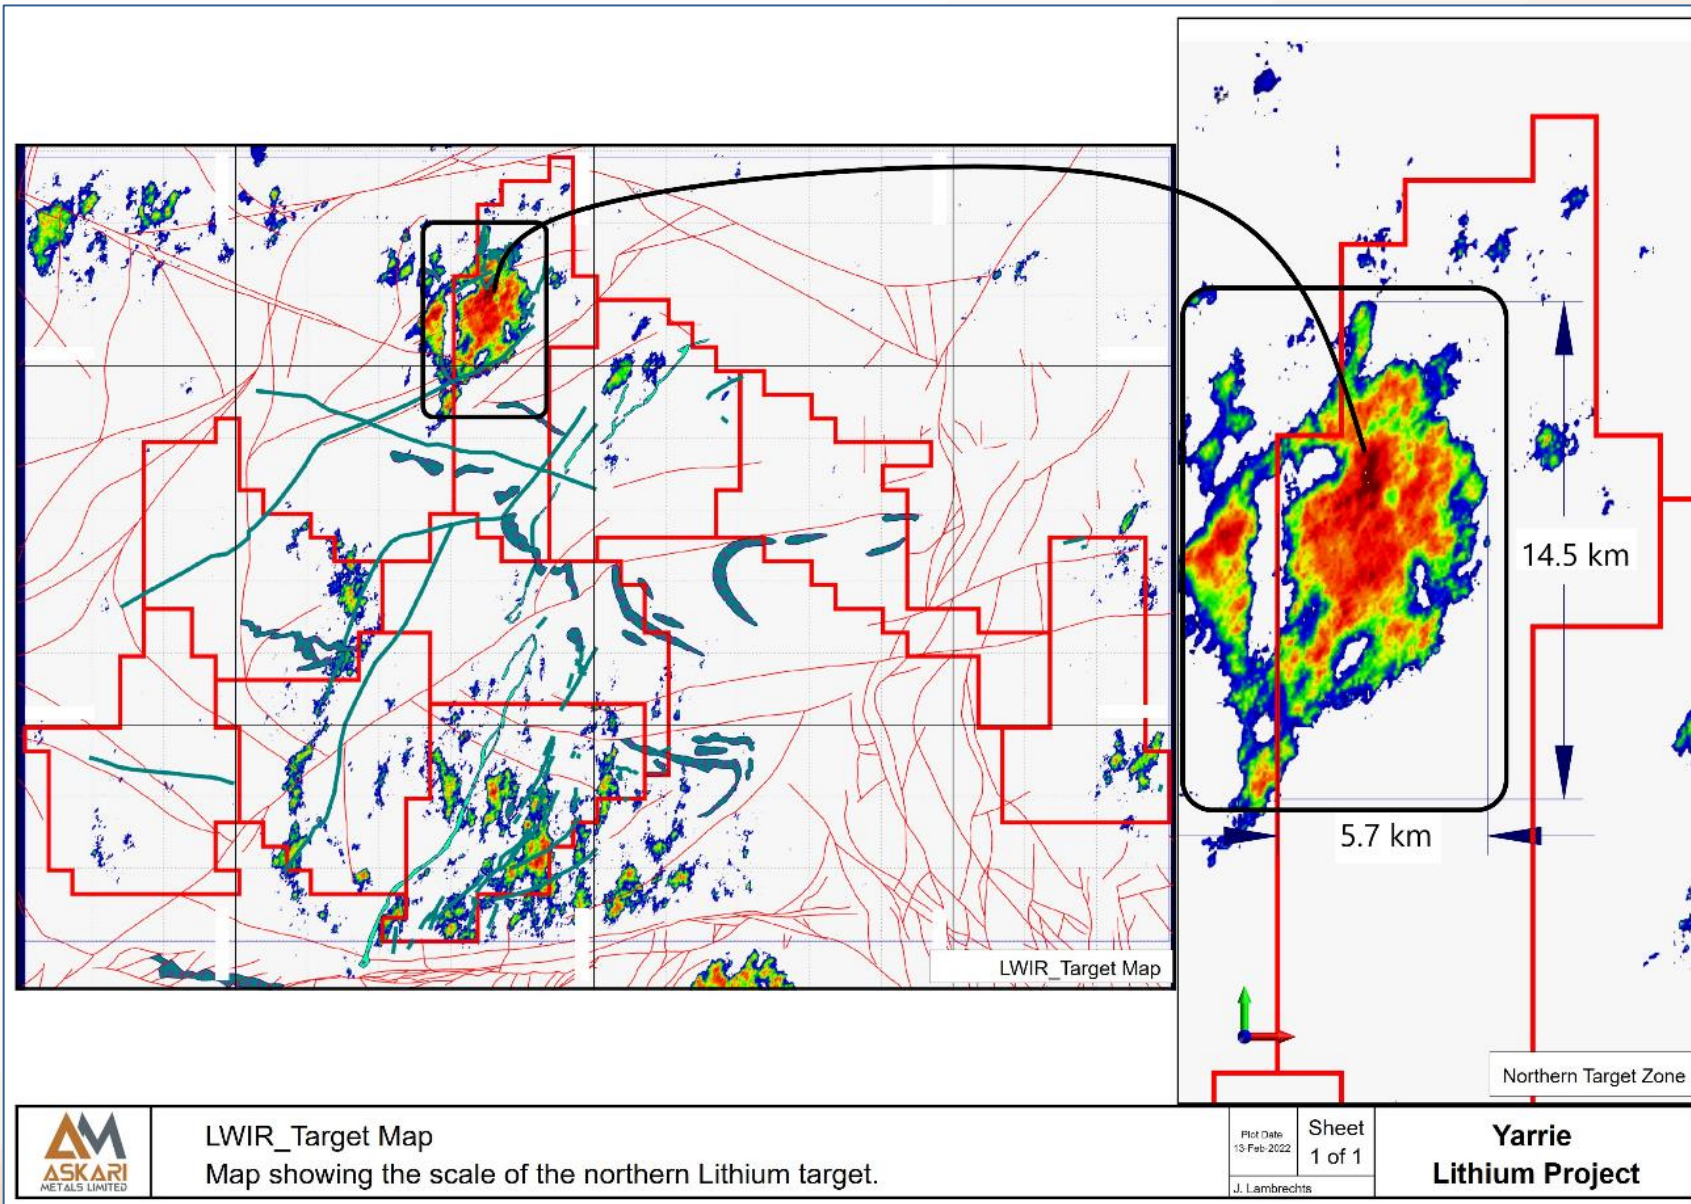 14.5 km
5.7 km
LWIR_Target Map
Northern Target Zone
AM
ASKARI
METALS LIMITED
LWIR_Target Map
Map showing the scale of the northern Lithium target.
Plot Date
13-Feb-2022
J. Lambrechts
Sheet
1 of 1
Yarrie
Lithium Project